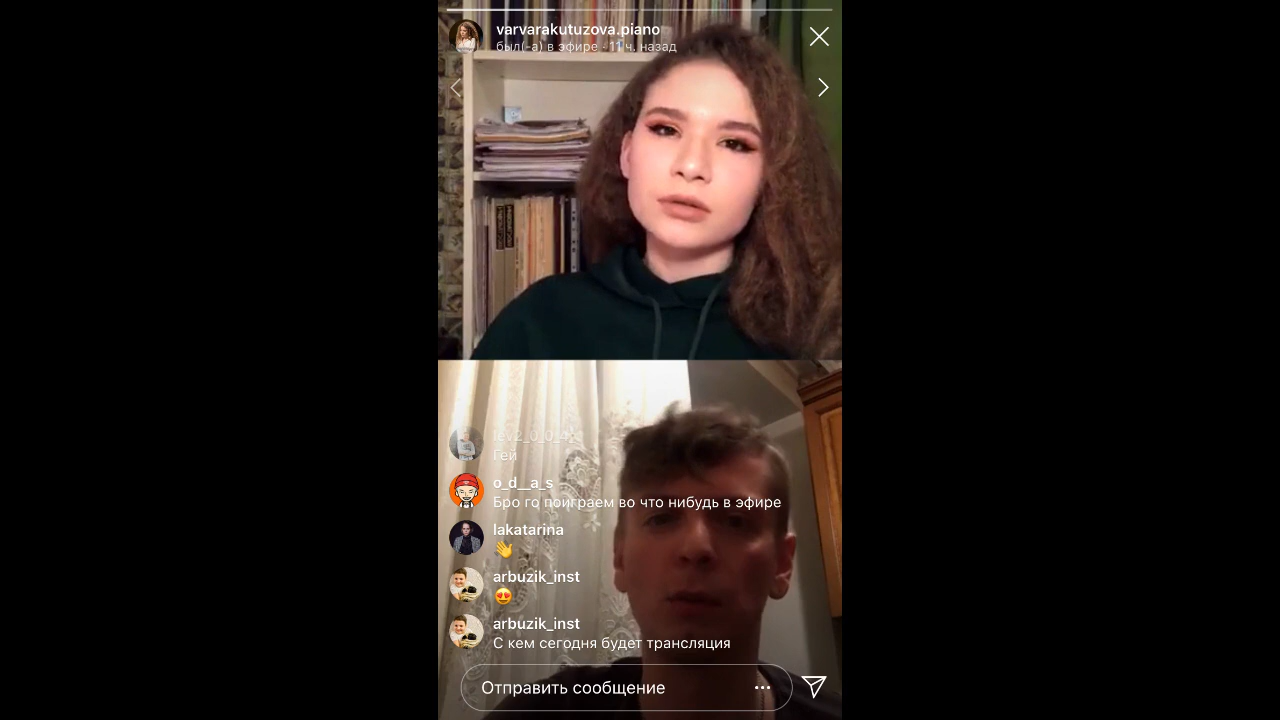 varvarakutuzova.piano
был(-а) в эфире · 11 ч. назад
lev2_0_0_4
Гей
o_d__a_s
Бро го поиграем во что нибудь в эфире
lakatarina
👋
arbuzik_inst
😍
arbuzik_inst
С кем сегодня будет трансляция
Отправить сообщение